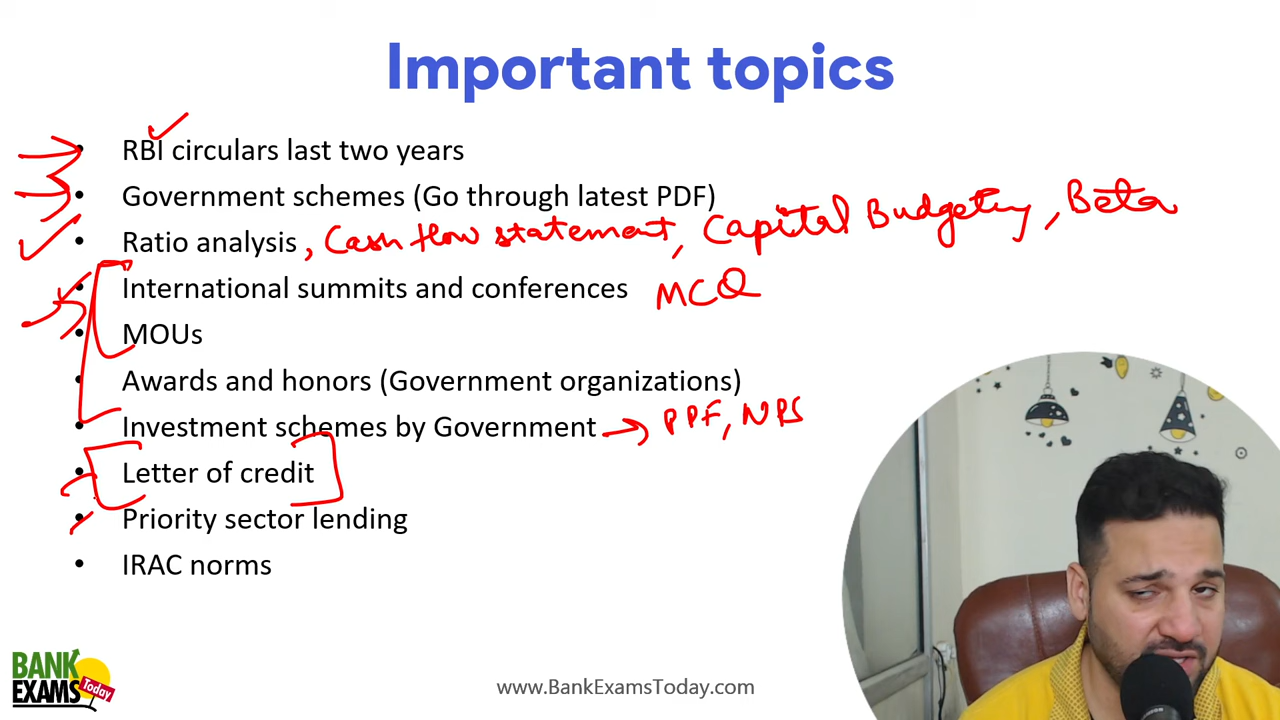 Important topics
• RBI circulars last two years
• Government schemes (Go through latest PDF)
• Ratio analysis , Cash flow statement, Capital Budgeting, Beta
• International summits and conferences MCQ
• MOUs
• Awards and honors (Government organizations)
• Investment schemes by Government → PPF, NPS
• Letter of credit
• Priority sector lending
• IRAC norms
BANK
EXAMS Today
www.BankExamsToday.com